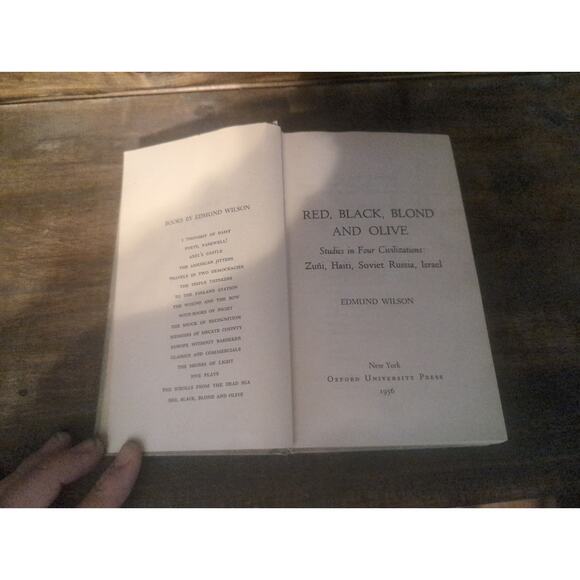 BOOKS BY EDMUND WILSON
I THOUGHT OF DAISY
POETS, FAREWELL!
AXEL'S CASTLE
THE AMERICAN JITTERS
TRAVELS IN TWO DEMOCRACIES
THE TRIPLE THINKERS
TO THE FINLAND STATION
THE WOUND AND THE BOW
NOTE-BOOKS OF NIGHT
THE SHOCK OF RECOGNITION
MEMOIRS OF HECATE COUNTY
EUROPE WITHOUT BAEDEKER
CLASSICS AND COMMERCIALS
THE SHORES OF LIGHT
FIVE PLAYS
THE SCROLLS FROM THE DEAD SEA
RED, BLACK, BLOND AND OLIVE
RED, BLACK, BLOND
AND OLIVE
Studies in Four Civilizations:
Zuñi, Haiti, Soviet Russia, Israel
EDMUND WILSON
New York
OXFORD UNIVERSITY PRESS
1956